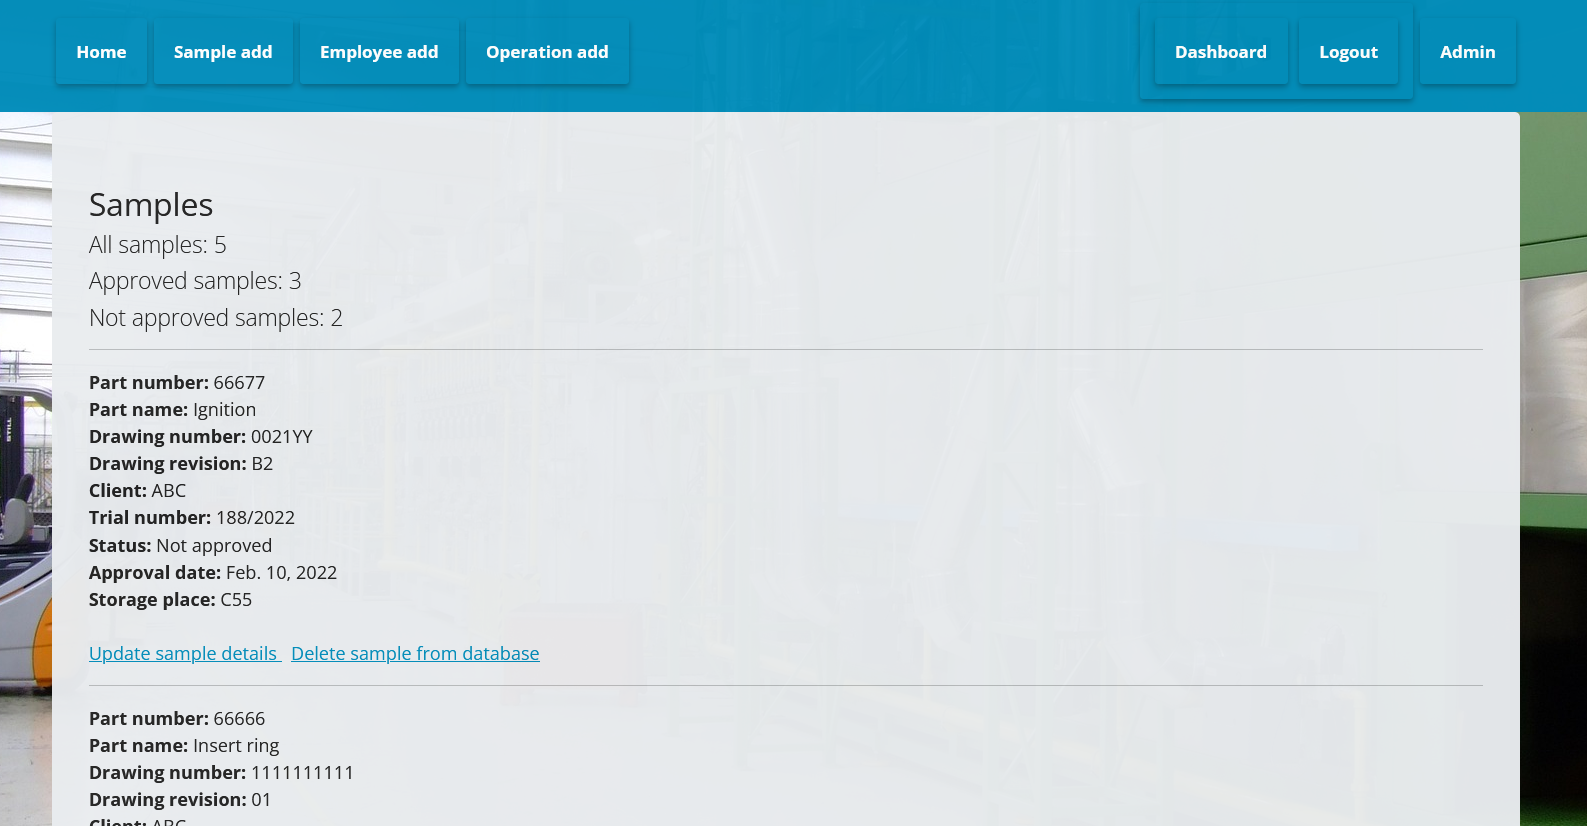 Home Sample add Employee add Operation add Dashboard Logout Admin
Samples
All samples: 5
Approved samples: 3
Not approved samples: 2
Part number: 66677
Part name: Ignition
Drawing number: 0021YY
Drawing revision: B2
Client: ABC
Trial number: 188/2022
Status: Not approved
Approval date: Feb. 10, 2022
Storage place: C55
Update sample details Delete sample from database
Part number: 66666
Part name: Insert ring
Drawing number: 1111111111
Drawing revision: 01
Client: ABC
STILL